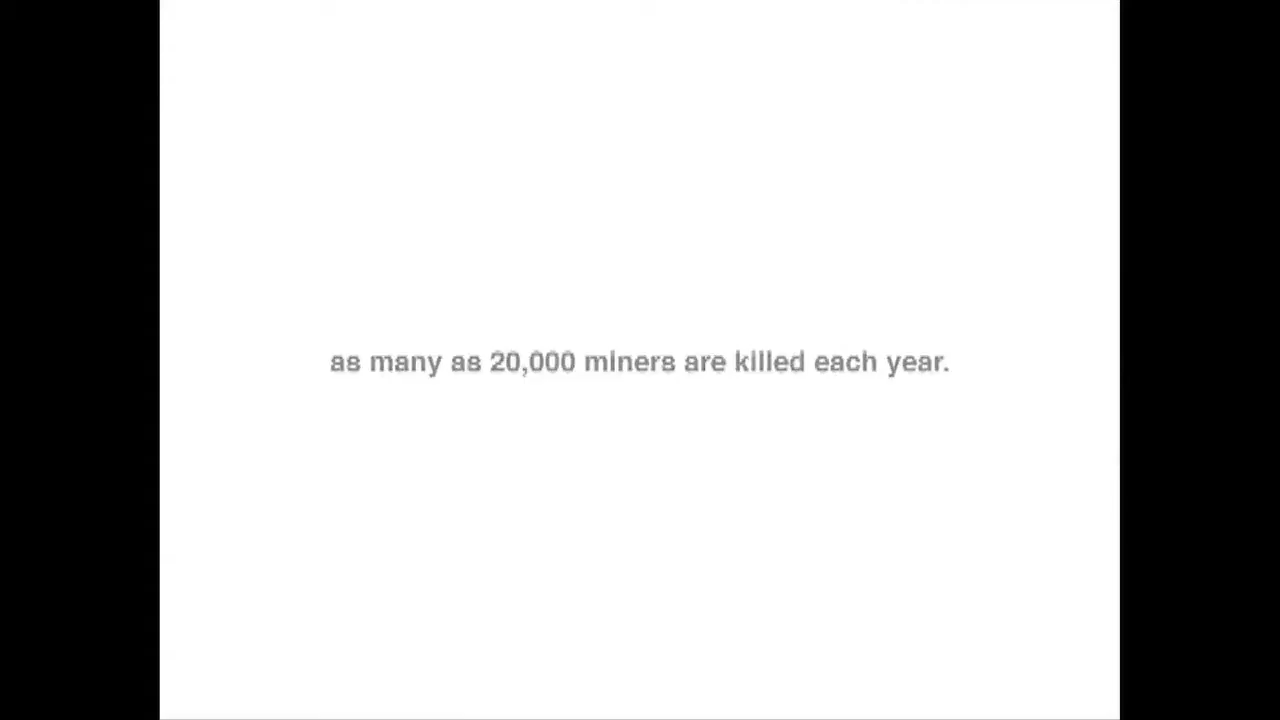 as many as 20,000 miners are killed each year.